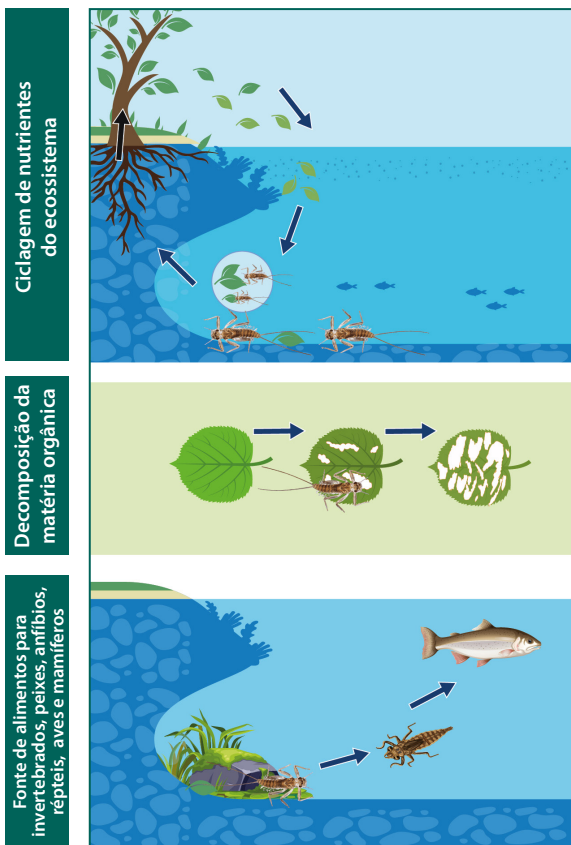 Ciclagem de nutrientes
do ecossistema
Decomposição da
matéria orgânica
Fonte de alimentos para
invertebrados, peixes, anfíbios,
répteis, aves e mamíferos